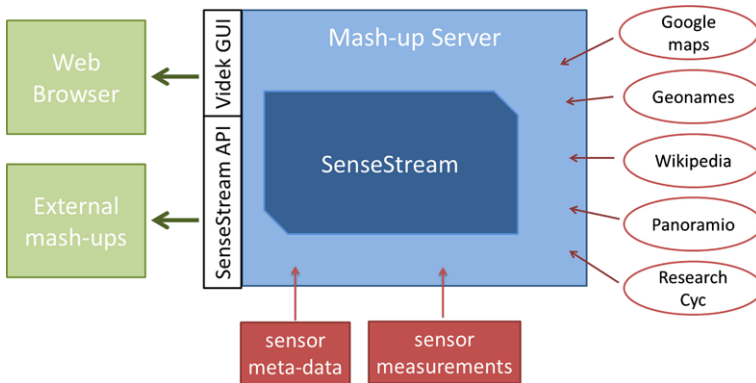 Web
Browser
External
mash-ups
Videk GUI
SenseStream API
Mash-up Server
SenseStream
Google
maps
Geonames
Wikipedia
Panoramio
Research
Cyc
sensor
meta-data
sensor
measurements